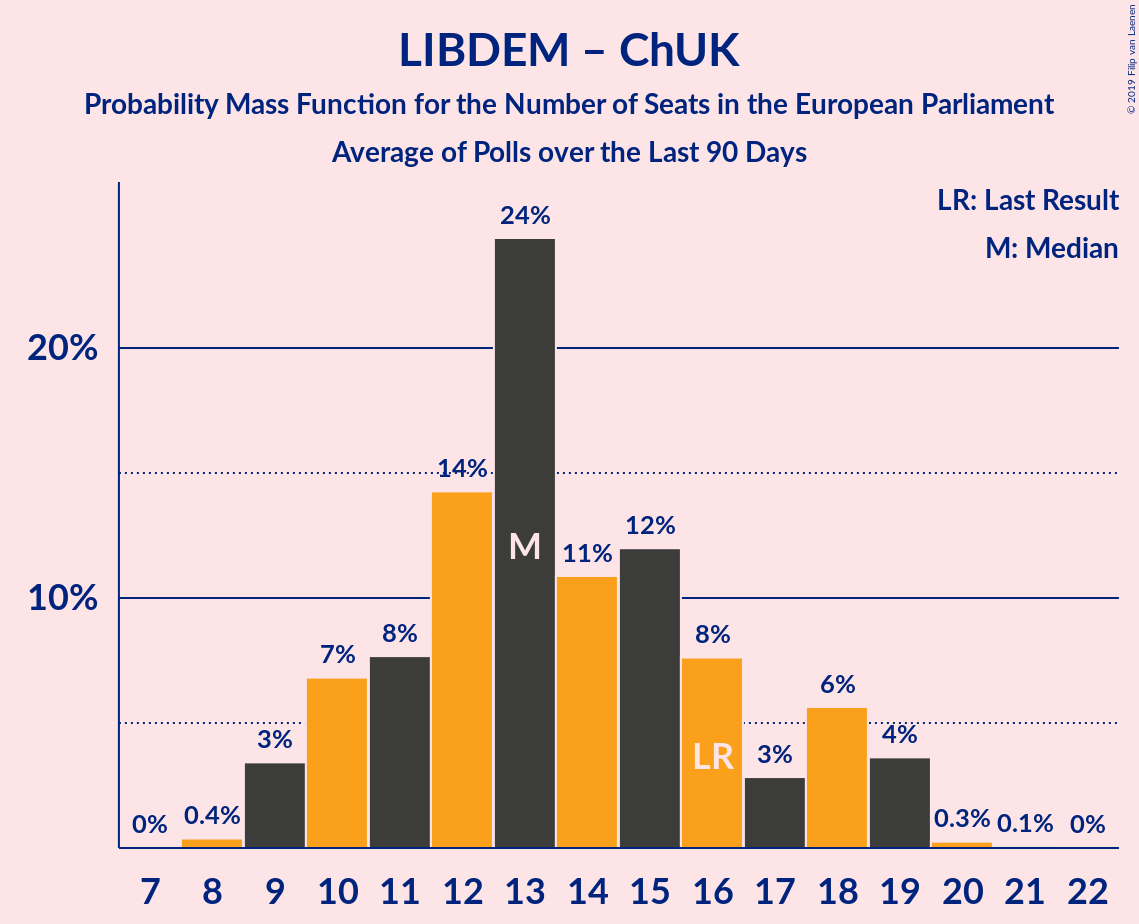 LIBDEM – ChUK
Probability Mass Function for the Number of Seats in the European Parliament
Average of Polls over the Last 90 Days
© 2019 Filip van Laenen
LR: Last Result
M: Median
20%
10%
0%
0.4%
3%
7%
8%
14%
24%
11%
12%
8%
3%
6%
4%
0.3%
0.1%
0%
M
LR
7 8 9 10 11 12 13 14 15 16 17 18 19 20 21 22